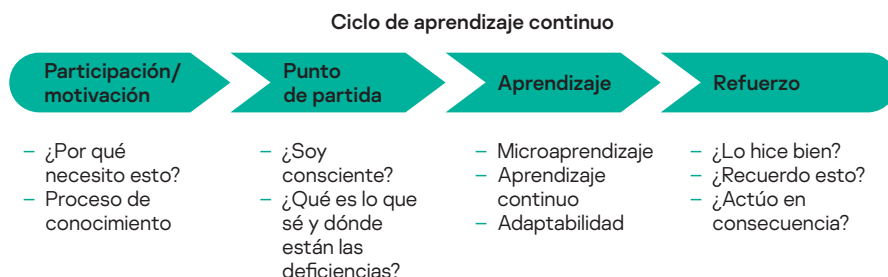 Ciclo de aprendizaje continuo
Participación/
motivación
Punto
de partida
Aprendizaje
Refuerzo
– ¿Por qué
necesito esto?
– Proceso de
conocimiento
– ¿Soy
consciente?
– ¿Qué es lo que
sé y dónde
están las
deficiencias?
– Microaprendizaje
– Aprendizaje
continuo
– Adaptabilidad
– ¿Lo hice bien?
– ¿Recuerdo esto?
– ¿Actúo en
consecuencia?